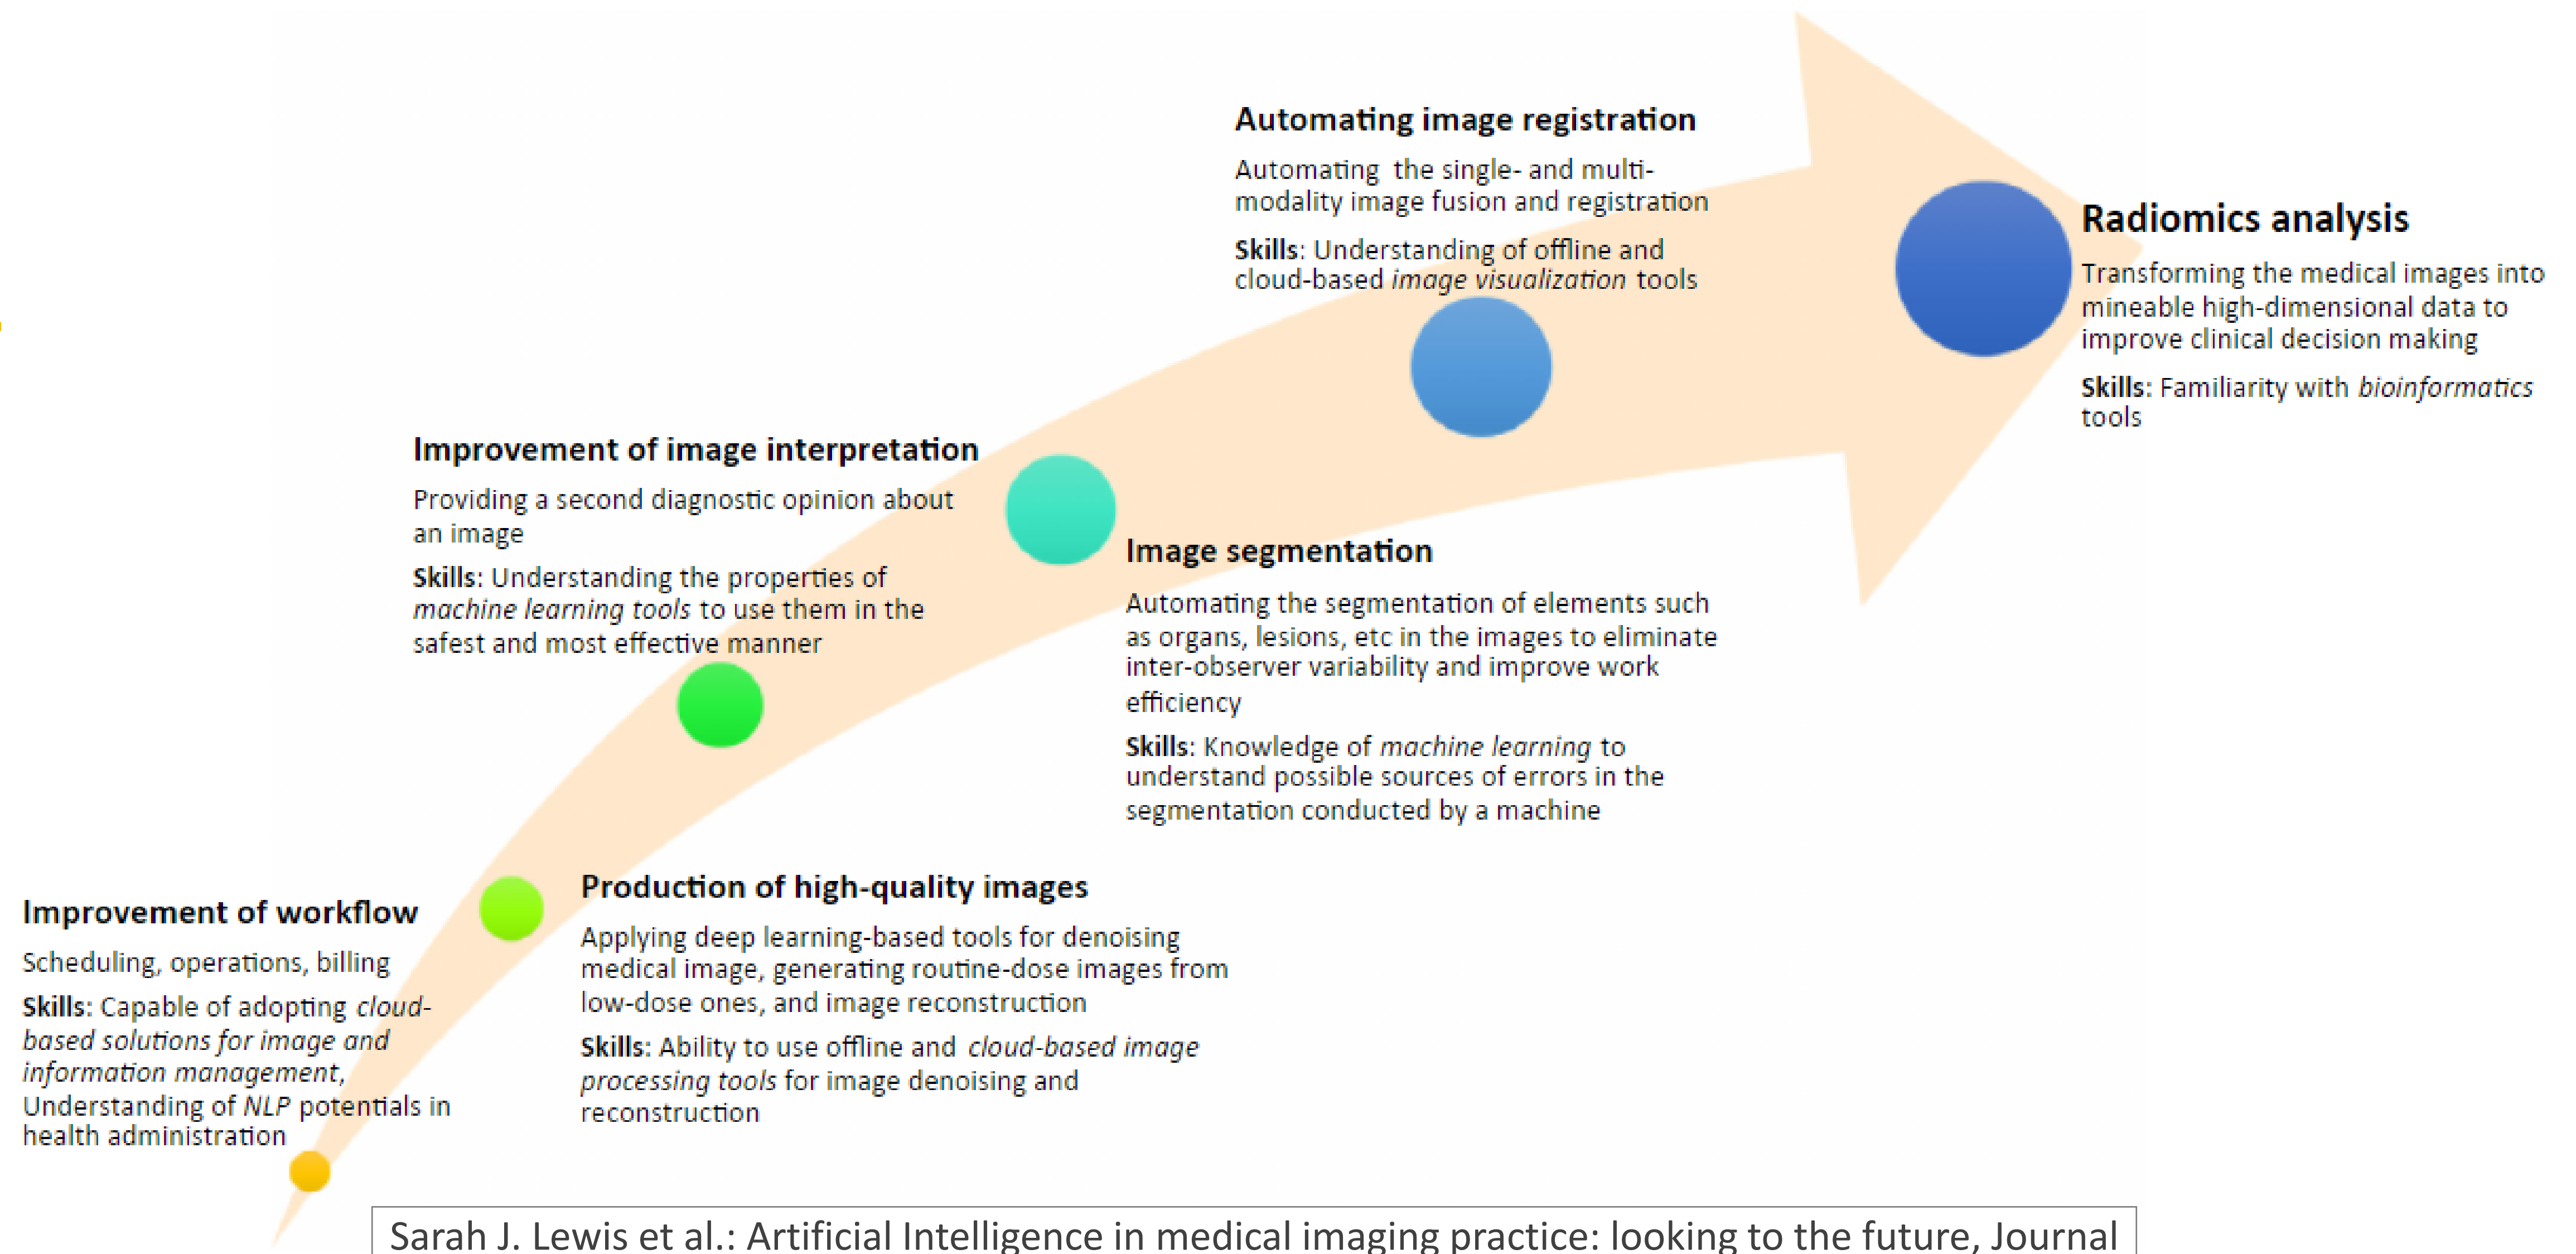 Automating image registration
Automating the single- and multi-
modality image fusion and registration
Skills: Understanding of offline and
cloud-based image visualization tools
Radiomics analysis
Transforming the medical images into
mineable high-dimensional data to
improve clinical decision making
Skills: Familiarity with bioinformatics
tools
Improvement of image interpretation
Providing a second diagnostic opinion about
an image
Skills: Understanding the properties of
machine learning tools to use them in the
safest and most effective manner
Image segmentation
Automating the segmentation of elements such
as organs, lesions, etc in the images to eliminate
inter-observer variability and improve work
efficiency
Skills: Knowledge of machine learning to
understand possible sources of errors in the
segmentation conducted by a machine
Improvement of workflow
Scheduling, operations, billing
Skills: Capable of adopting cloud-
based solutions for image and
information management,
Understanding of NLP potentials in
health administration
Production of high-quality images
Applying deep learning-based tools for denoising
medical image, generating routine-dose images from
low-dose ones, and image reconstruction
Skills: Ability to use offline and cloud-based image
processing tools for image denoising and
reconstruction
Sarah J. Lewis et al.: Artificial Intelligence in medical imaging practice: looking to the future, Journal